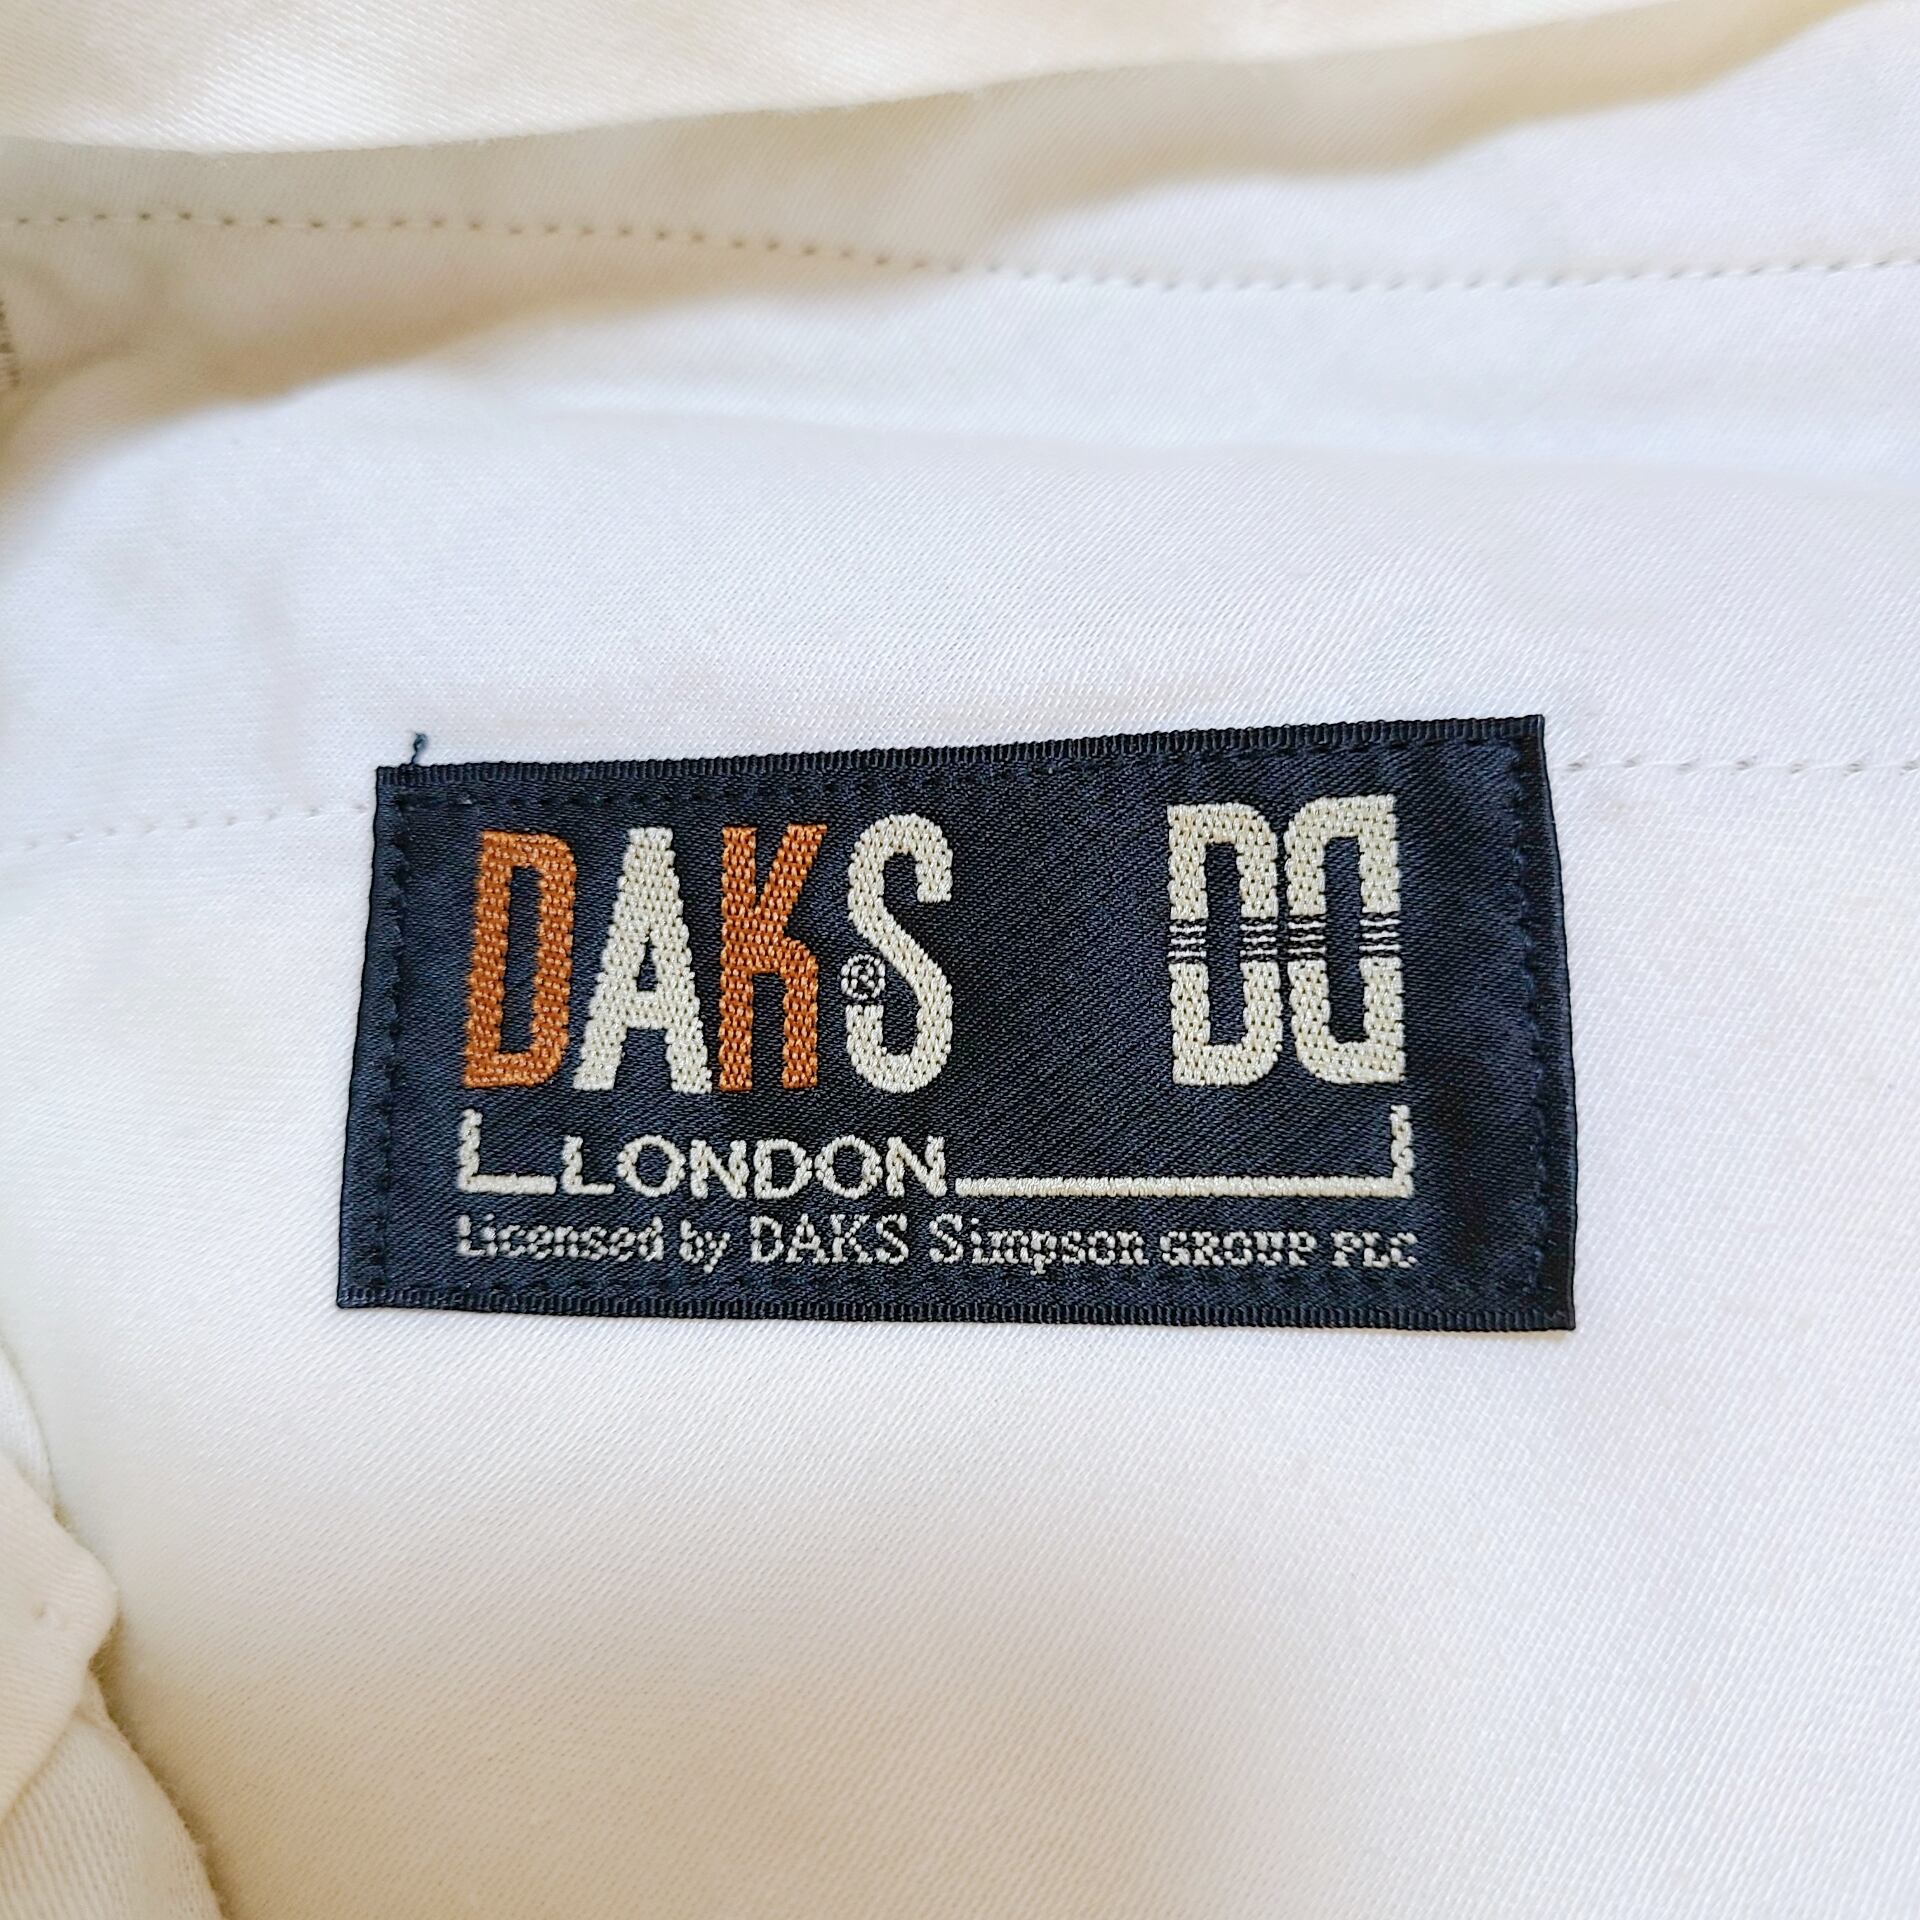 DAKS® DD
LONDON
Licensed by DAKS Simpson GROUP PLC